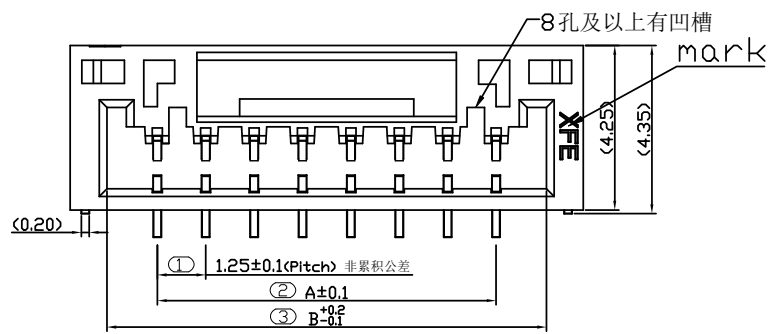 8孔及以上有凹槽
mark
XFE
(4.25)
(4.35)
(0.20)
① 1.25±0.1(Pitch) 非累积公差
② A±0.1
③ B+0.2 -0.1